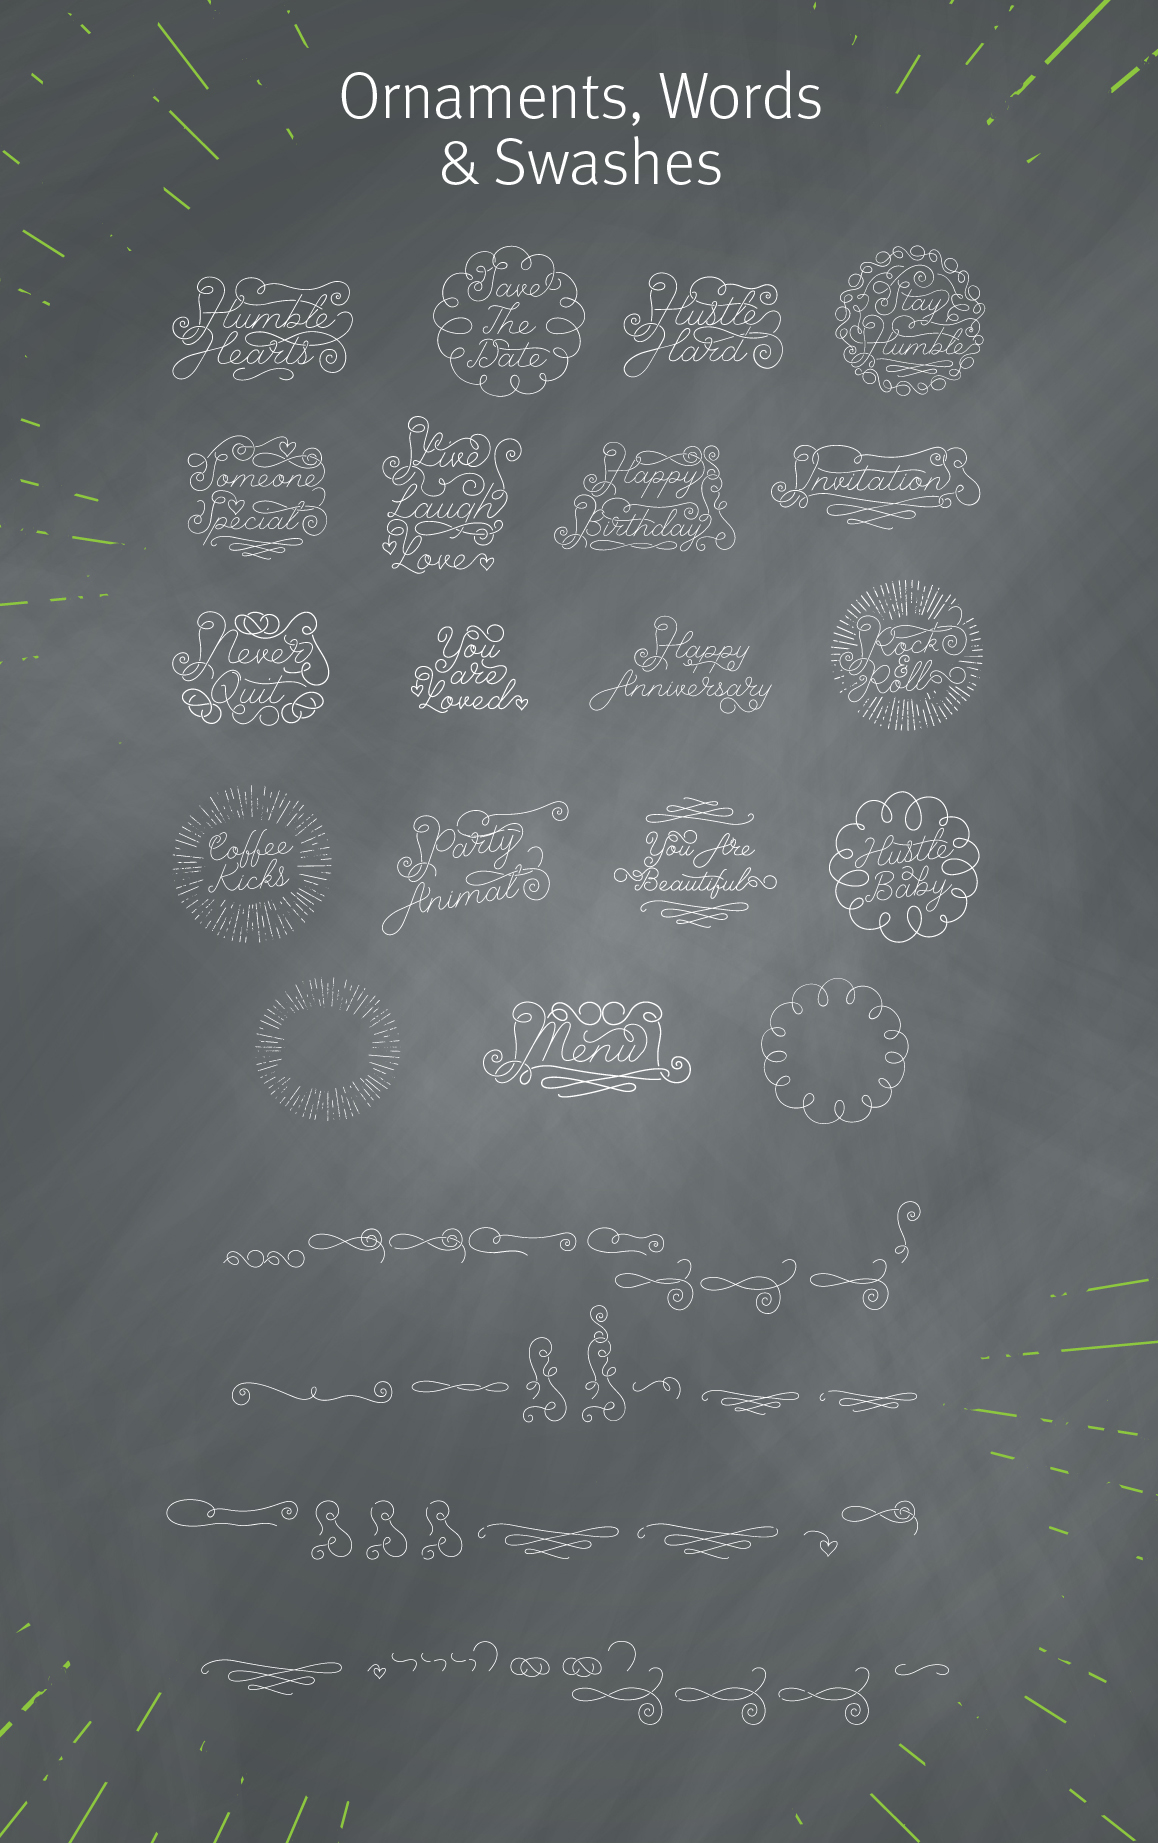 Ornaments, Words
& Swashes
Humble
Hearts
Save
The
Date
Hustle
Hard
Stay
Humble
Someone
Special
Live
Laugh
Love
Happy
Birthday
Invitation
Never
Quit
You
are
Loved
Happy
Anniversary
Rock
&
Roll
Coffee
Kicks
Party
Animal
You Are
Beautiful
Hustle
Baby
Menu